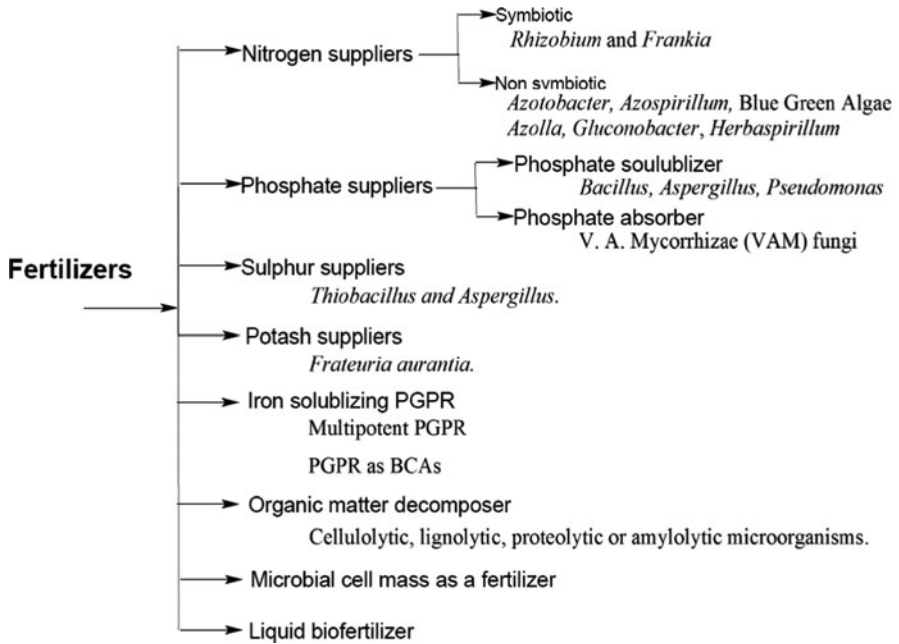 Symbiotic
Rhizobium and Frankia
Nitrogen suppliers
Non svmbiotic
Azotobacter, Azospirillum, Blue Green Algae
Azolla, Gluconobacter, Herbaspirillum
Phosphate soulublizer
Bacillus, Aspergillus, Pseudomonas
Phosphate suppliers
Phosphate absorber
V. A. Mycorrhizae (VAM) fungi
Fertilizers
Sulphur suppliers
Thiobacillus and Aspergillus.
Potash suppliers
Frateuria aurantia.
Iron solublizing PGPR
Multipotent PGPR
PGPR as BCAs
Organic matter decomposer
Cellulolytic, lignolytic, proteolytic or amylolytic microorganisms.
Microbial cell mass as a fertilizer
Liquid biofertilizer